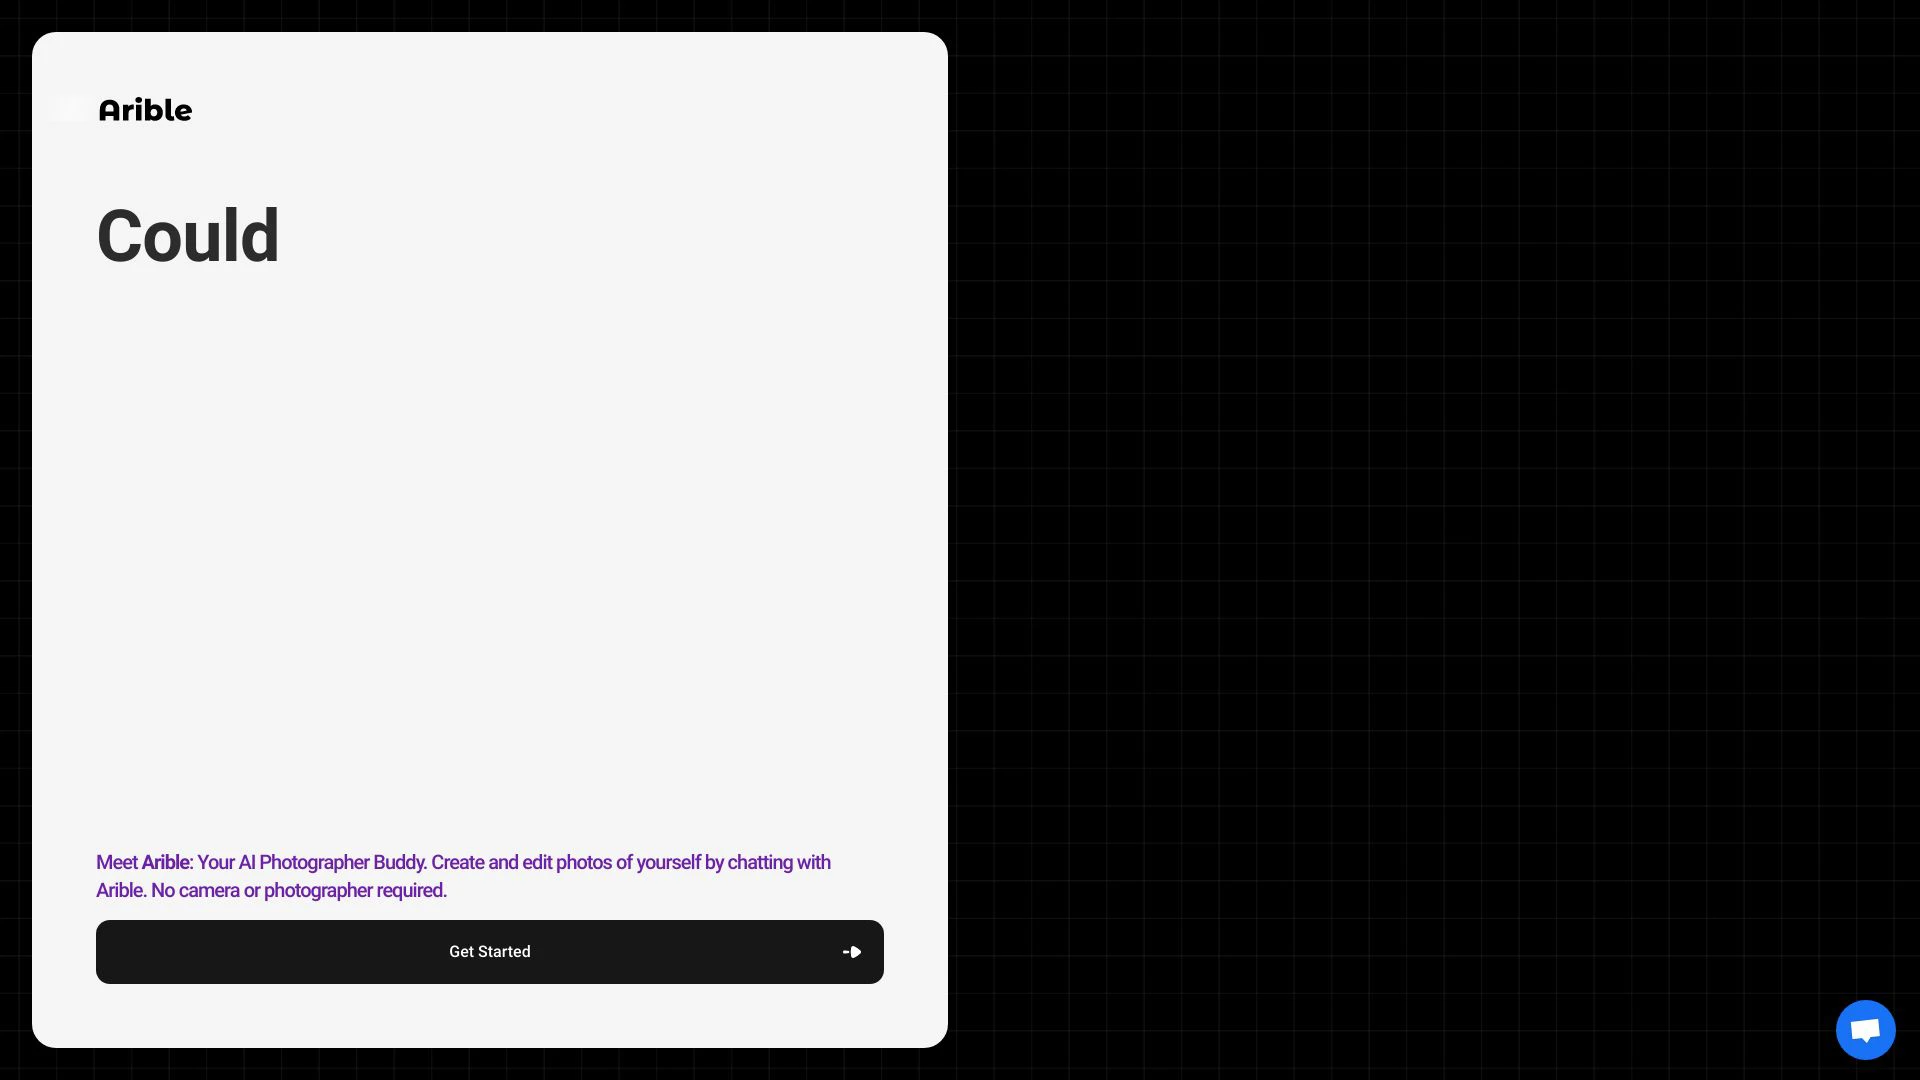 Arible
Could
Meet Arible: Your AI Photographer Buddy. Create and edit photos of yourself by chatting with
Arible. No camera or photographer required.
Get Started